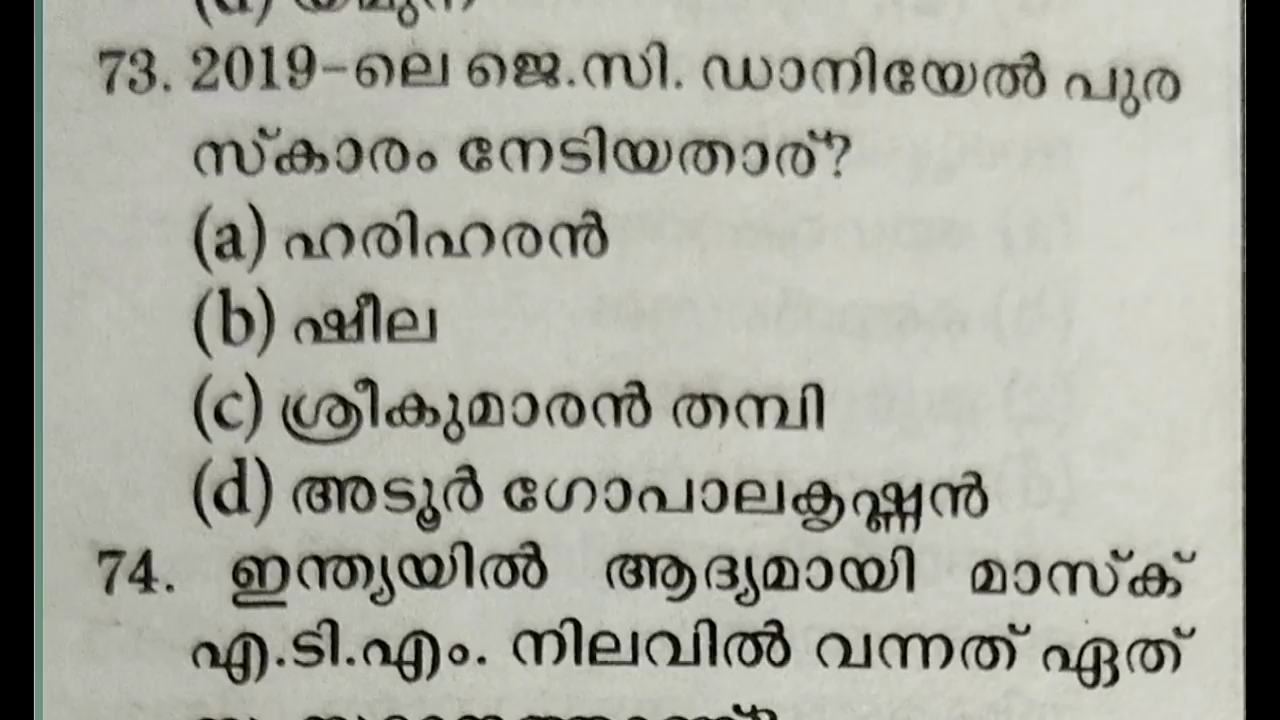 (d) യമുന
73. 2019-ലെ ജെ.സി. ഡാനിയേൽ പുര
സ്കാരം നേടിയതാര്?
(a) ഹരിഹരൻ
(b) ഷീല
(c) ശ്രീകുമാരൻ തമ്പി
(d) അടൂർ ഗോപാലകൃഷ്ണൻ
74. ഇന്ത്യയിൽ ആദ്യമായി മാസ്ക്
എ.ടി.എം. നിലവിൽ വന്നത് ഏത്